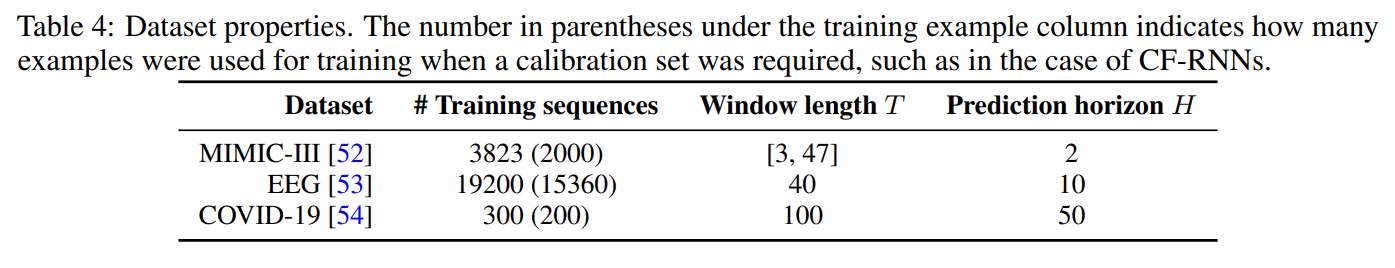 Table 4: Dataset properties. The number in parentheses under the training example column indicates how many
examples were used for training when a calibration set was required, such as in the case of CF-RNNs.
Dataset # Training sequences Window length T Prediction horizon H
MIMIC-III [52] 3823 (2000) [3, 47] 2
EEG [53] 19200 (15360) 40 10
COVID-19 [54] 300 (200) 100 50